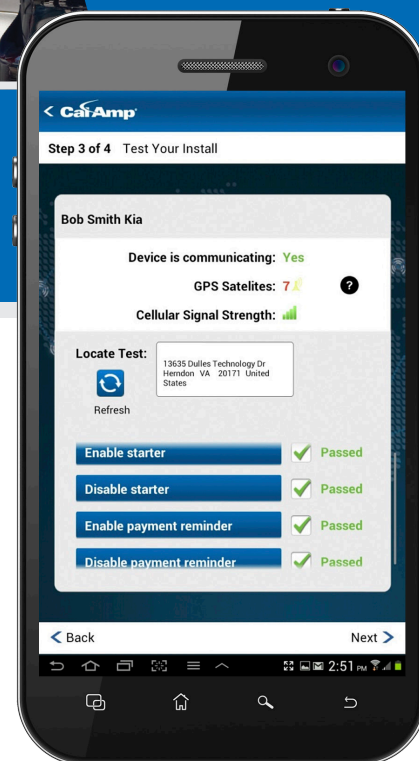 < CalAmp
Step 3 of 4 Test Your Install
Bob Smith Kia
Device is communicating: Yes
GPS Satelites: 7 ?
Cellular Signal Strength:
Locate Test:
13635 Dulles Technology Dr
Herndon VA 20171 United
States
Refresh
Enable starter Passed
Disable starter Passed
Enable payment reminder Passed
Disable payment reminder Passed
< Back Next >
2:51 PM